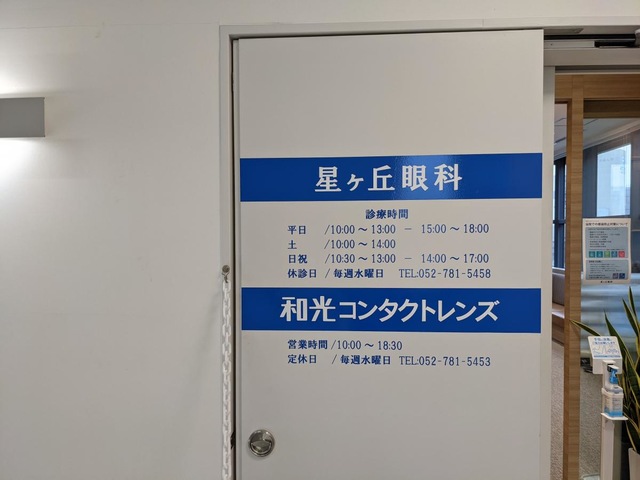 星ヶ丘眼科
診療時間
平日 /10:00～13:00 － 15:00～18:00
土 /10:00～14:00
日祝 /10:30～13:00 － 14:00～17:00
休診日 /毎週水曜日 TEL:052-781-5458
和光コンタクトレンズ
営業時間/10:00～18:30
定休日 /毎週水曜日 TEL:052-781-5453